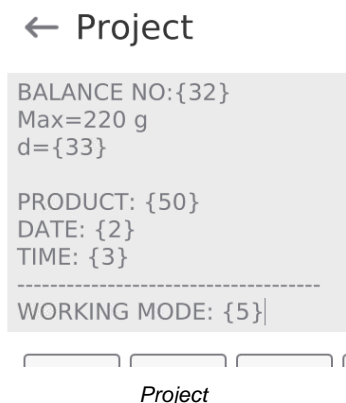 ← Project
BALANCE NO:{32}
Max=220 g
d={33}

PRODUCT: {50}
DATE: {2}
TIME: {3}
-------------------------------------
WORKING MODE: {5}
Project